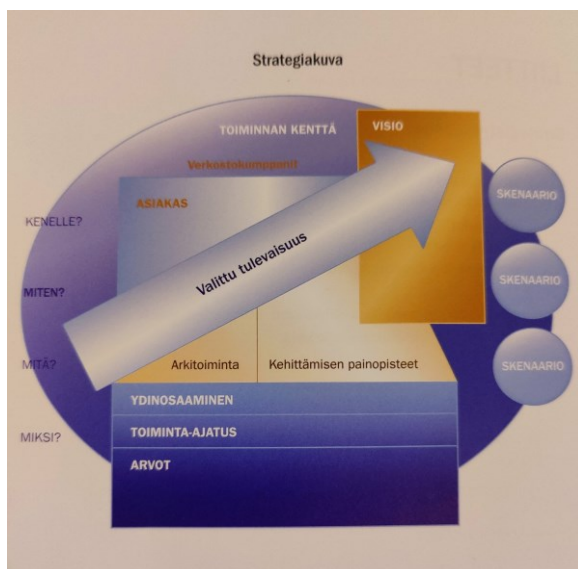 Strategiakuva
TOIMINNAN KENTTÄ
VISIO
Verkostokumppanit
ASIAKAS
SKENAARIO
KENELLE?
Valittu tulevaisuus
SKENAARIO
MITEN?
MITÄ?
Arkitoiminta
Kehittämisen painopisteet
SKENAARIO
YDINOSAAMINEN
TOIMINTA-AJATUS
MIKSI?
ARVOT